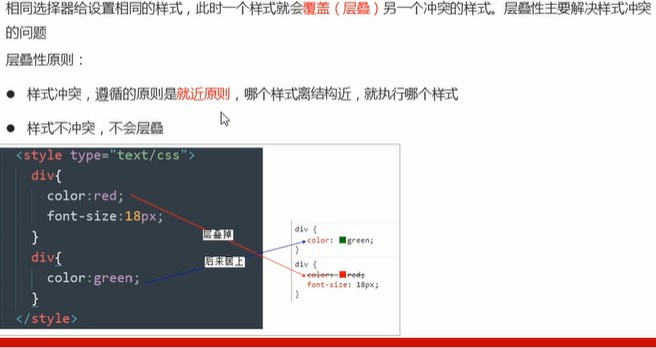 相同选择器给设置相同的样式，此时一个样式就会覆盖（层叠）另一个冲突的样式。层叠性主要解决样式冲突
的问题
层叠性原则：
● 样式冲突，遵循的原则是就近原则，哪个样式离结构近，就执行哪个样式
● 样式不冲突，不会层叠
<style type="text/css">
div{
color:red;
font-size:18px;
}
div{
color:green;
}
</style>
层叠掉
后来居上
div {
color: green;
}
div {
color: red;
font-size: 18px;
}